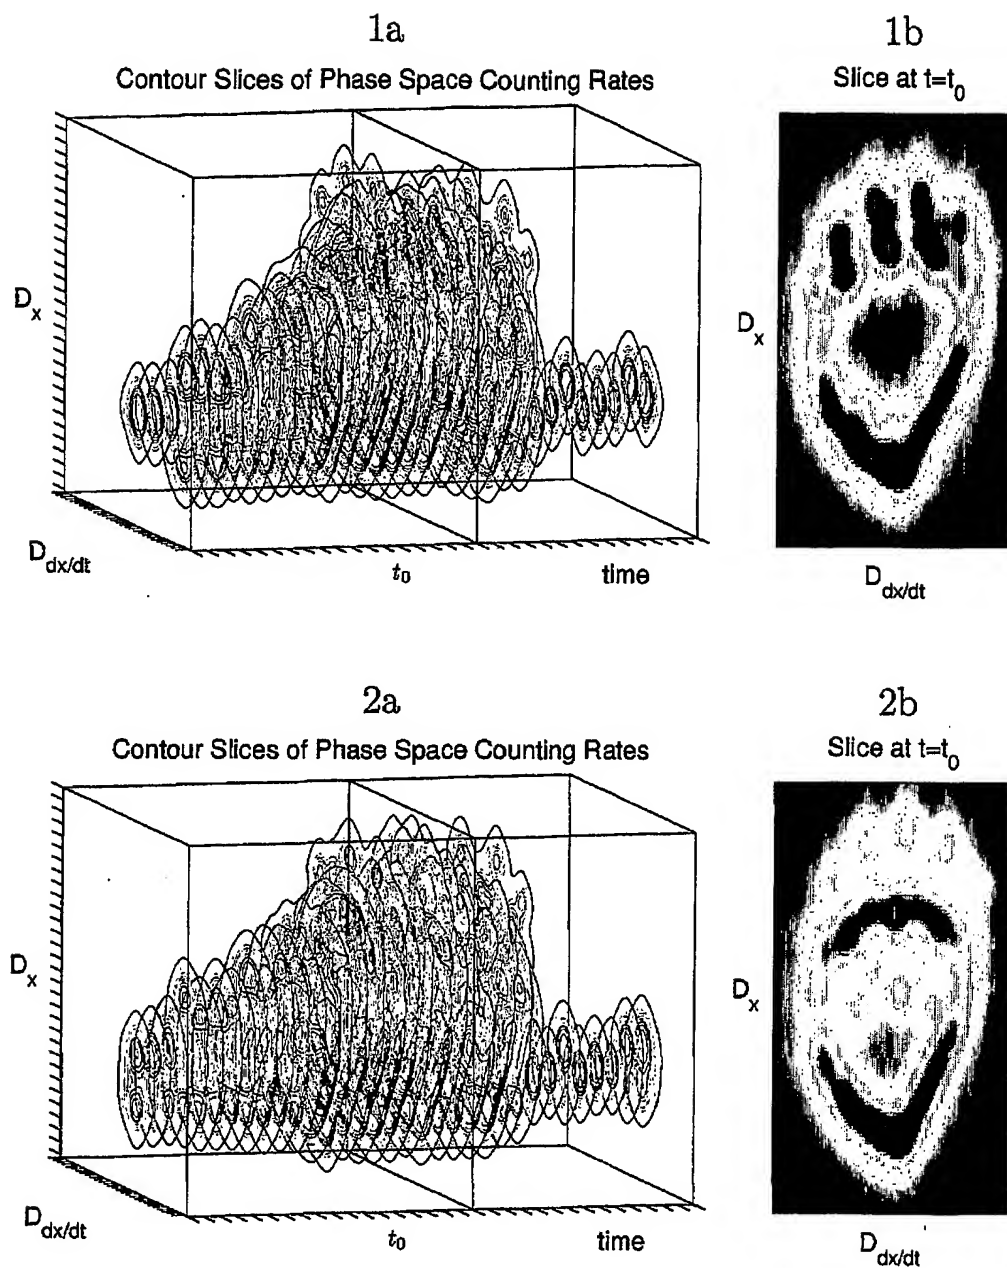 1a
Contour Slices of Phase Space Counting Rates
D_x
D_dx/dt
t_0
time
1b
Slice at t=t_0
D_x
D_dx/dt
2a
Contour Slices of Phase Space Counting Rates
D_x
D_dx/dt
t_0
time
2b
Slice at t=t_0
D_x
D_dx/dt